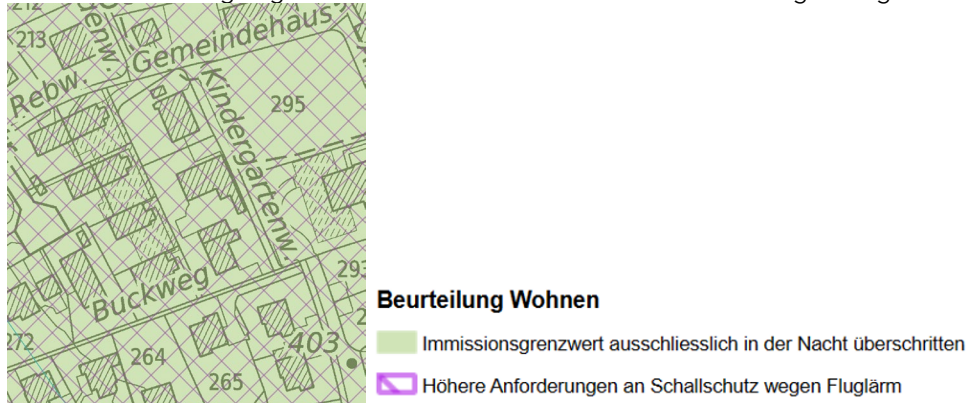 212
213
Gemeindehaus
Rebw.
Kindergartenw.
295
Buckweg
293
272
264
265
403
Beurteilung Wohnen
Immissionsgrenzwert ausschliesslich in der Nacht überschritten
Höhere Anforderungen an Schallschutz wegen Fluglärm